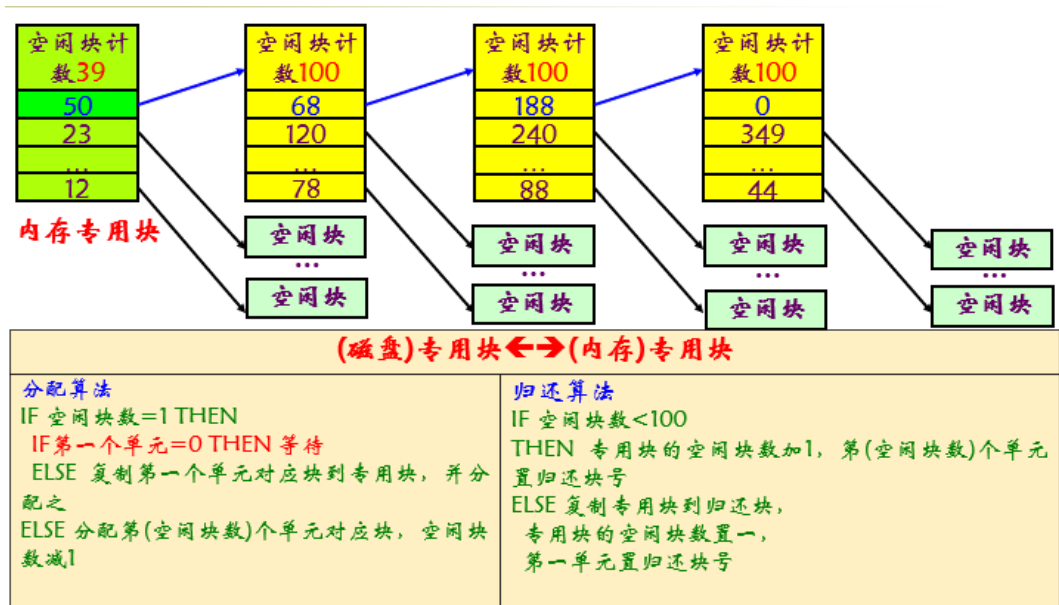 空闲块计
数39
50
23
...
12
内存专用块
空闲块计
数100
68
120
...
78
空闲块计
数100
188
240
...
88
空闲块计
数100
0
349
...
44
空闲块
...
空闲块
空闲块
...
空闲块
空闲块
...
空闲块
空闲块
...
空闲块
(磁盘)专用块←→(内存)专用块
分配算法
IF 空闲块数=1 THEN
IF第一个单元=0 THEN 等待
ELSE 复制第一个单元对应块到专用块，并分
配之
ELSE 分配第(空闲块数)个单元对应块，空闲块
数减1
归还算法
IF 空闲块数<100
THEN 专用块的空闲块数加1，第(空闲块数)个单元
置归还块号
ELSE 复制专用块到归还块，
专用块的空闲块数置一，
第一单元置归还块号